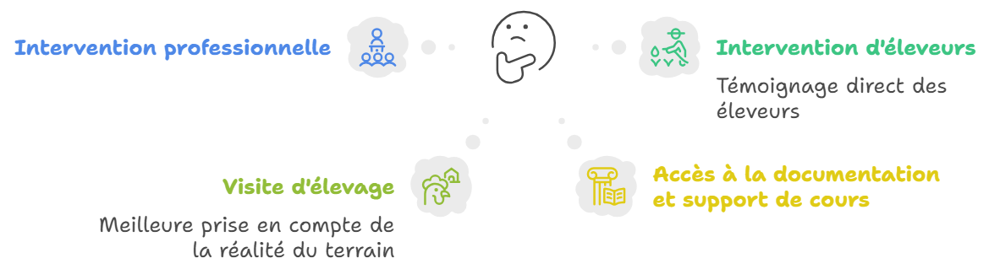 Intervention professionnelle
Intervention d'éleveurs
Témoignage direct des
éleveurs
Visite d'élevage
Meilleure prise en compte de
la réalité du terrain
Accès à la documentation
et support de cours